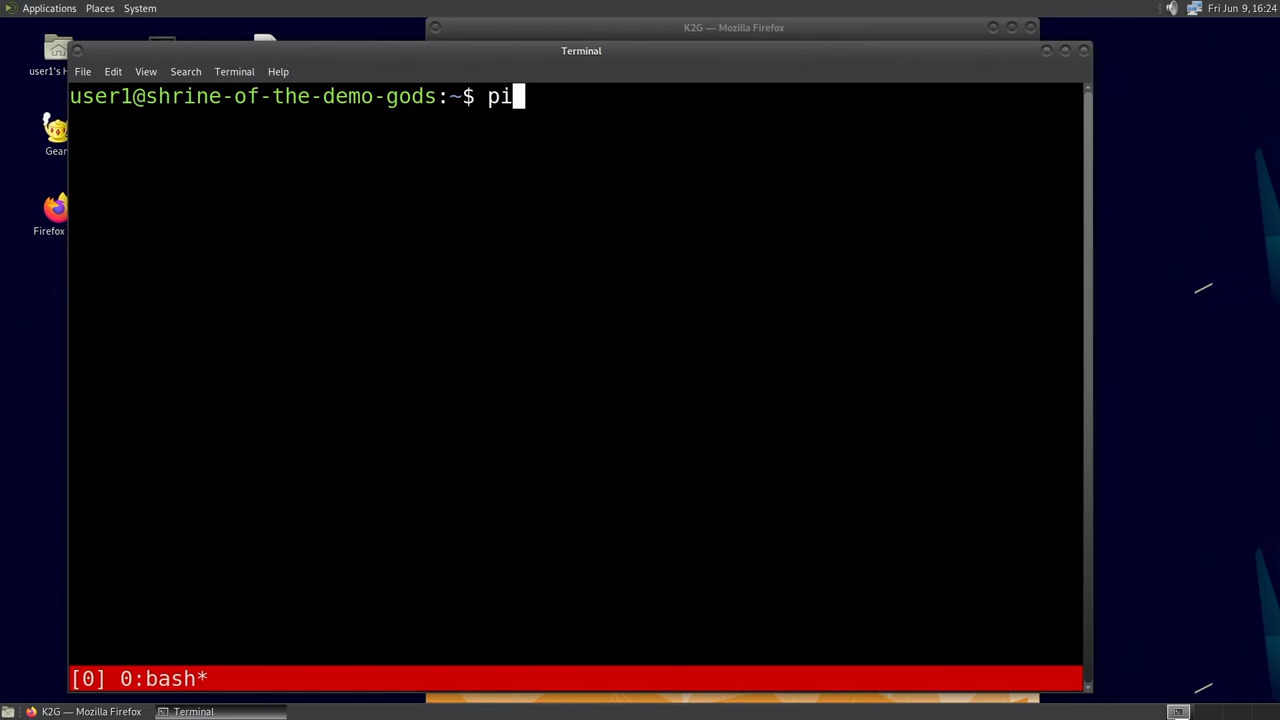 Applications Places System
Fri Jun 9, 16:24
K2G — Mozilla Firefox
Terminal
user1's H
File Edit View Search Terminal Help
user1@shrine-of-the-demo-gods:~$ pi
Gean
Firefox
[0] 0:bash*
K2G — Mozilla Firefox
Terminal